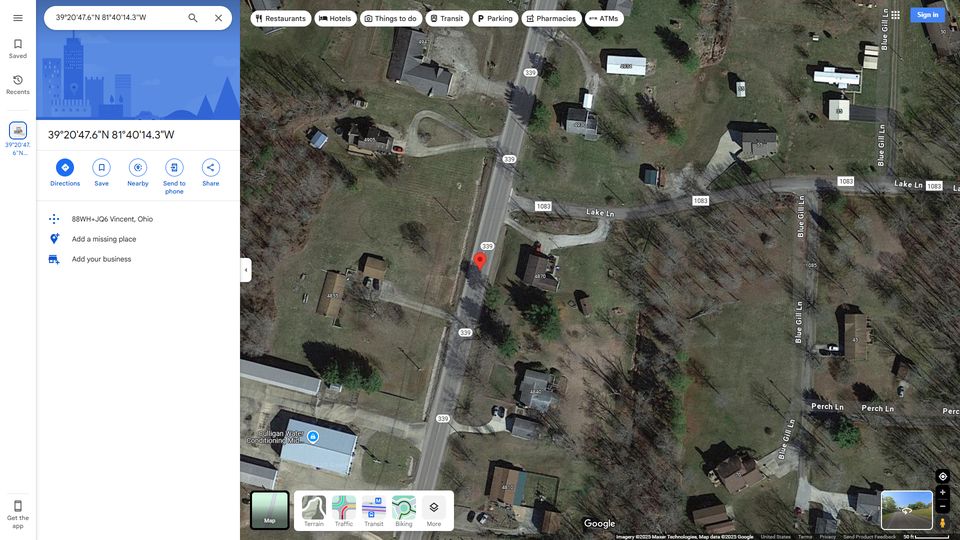 39°20'47.6"N 81°40'14.3"W
Restaurants
Hotels
Things to do
Transit
Parking
Pharmacies
ATMs
Sign in
Saved
Recents
39°20'47.
6"N...
39°20'47.6"N 81°40'14.3"W
Directions
Save
Nearby
Send to
phone
Share
88WH+JQ6 Vincent, Ohio
Add a missing place
Add your business
Get the
app
Blue Gill Ln
339
4905
339
Blue Gill Ln
1083
Lake Ln
1083
1083
Lake Ln
1083
Blue Gill Ln
339
4870
1085
4855
339
Blue Gill Ln
45
4840
Perch Ln
Perch Ln
Perch
339
Culligan Water
Conditioning Mid...
Blue Gill Ln
4810
Map
Terrain
Traffic
Transit
Biking
More
Google
Imagery ©2025 Maxar Technologies, Map data ©2025 Google
United States
Terms
Privacy
Send Product Feedback
50 ft